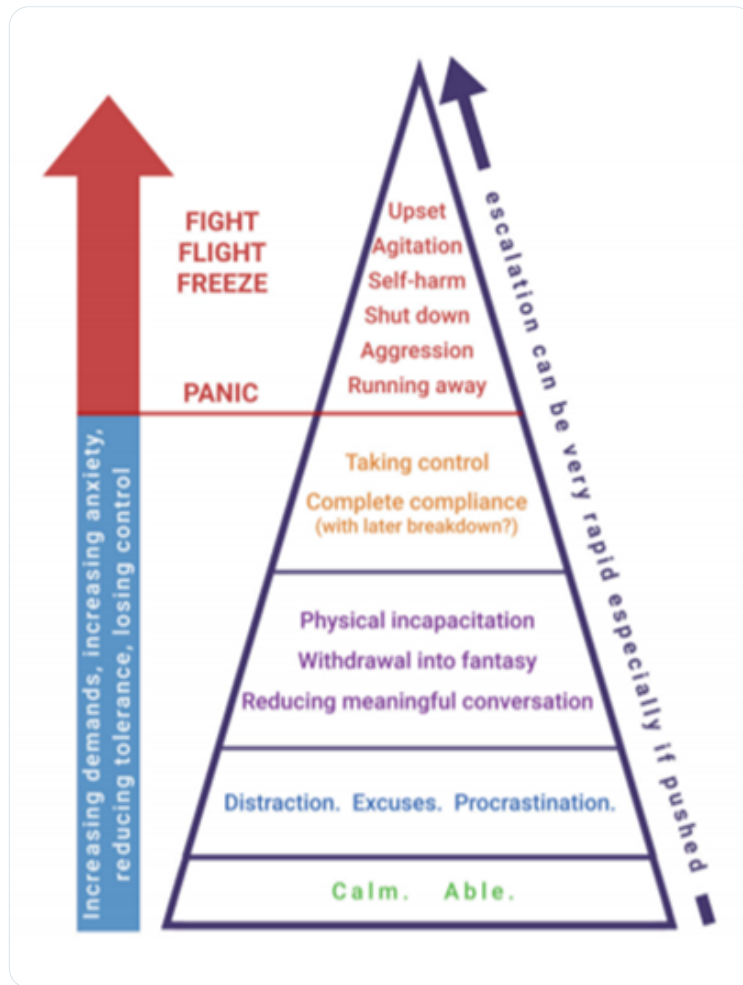 FIGHT
FLIGHT
FREEZE
PANIC
Increasing demands, increasing anxiety,
reducing tolerance, losing control
Upset
Agitation
Self-harm
Shut down
Aggression
Running away
Taking control
Complete compliance
(with later breakdown?)
Physical incapacitation
Withdrawal into fantasy
Reducing meaningful conversation
Distraction. Excuses. Procrastination.
Calm. Able.
escalation can be very rapid especially if pushed